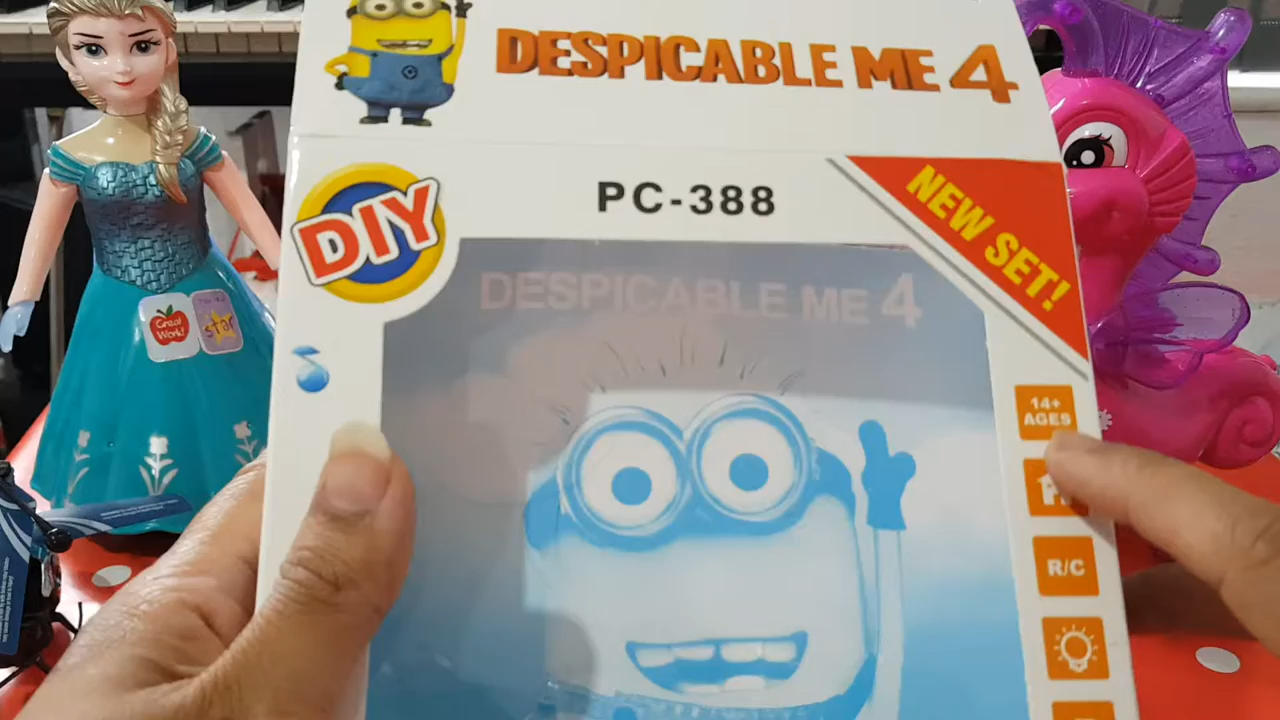 DESPICABLE ME 4
DIY
PC-388
NEW SET!
DESPICABLE ME 4
Great
Work!
star
14+
AGES
R/C